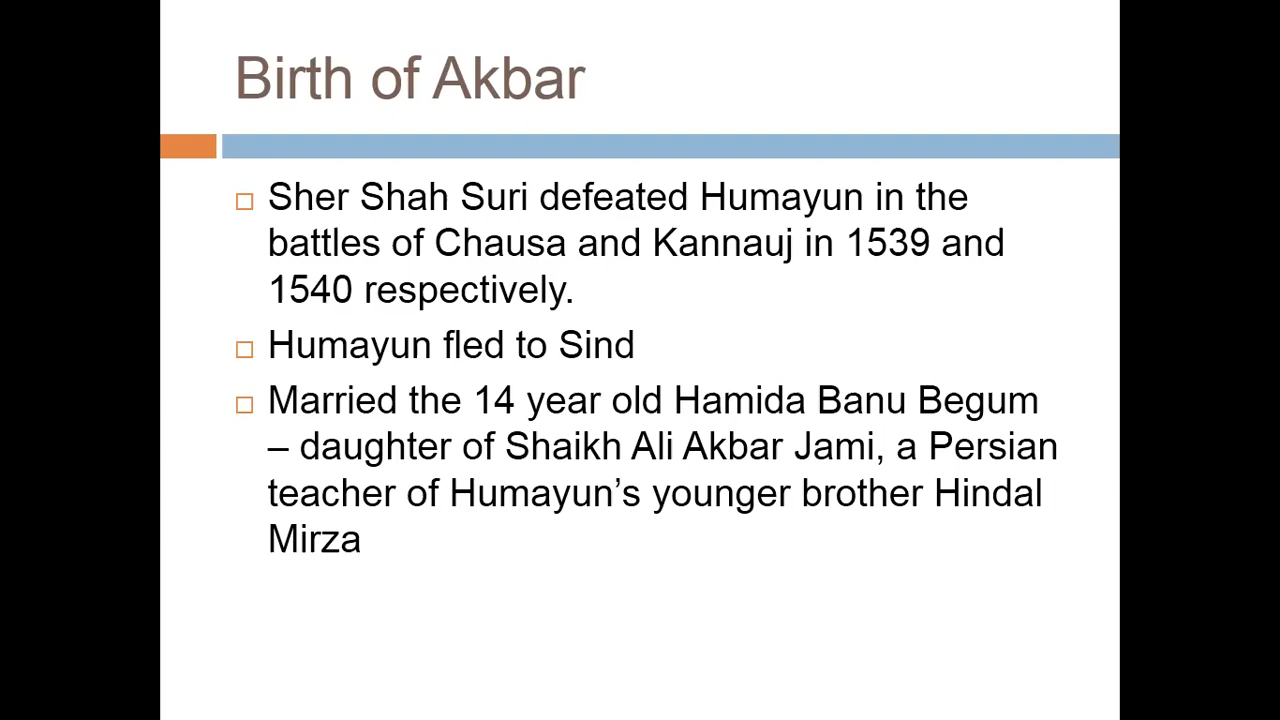 Birth of Akbar
Sher Shah Suri defeated Humayun in the
battles of Chausa and Kannauj in 1539 and
1540 respectively.
Humayun fled to Sind
Married the 14 year old Hamida Banu Begum
– daughter of Shaikh Ali Akbar Jami, a Persian
teacher of Humayun’s younger brother Hindal
Mirza